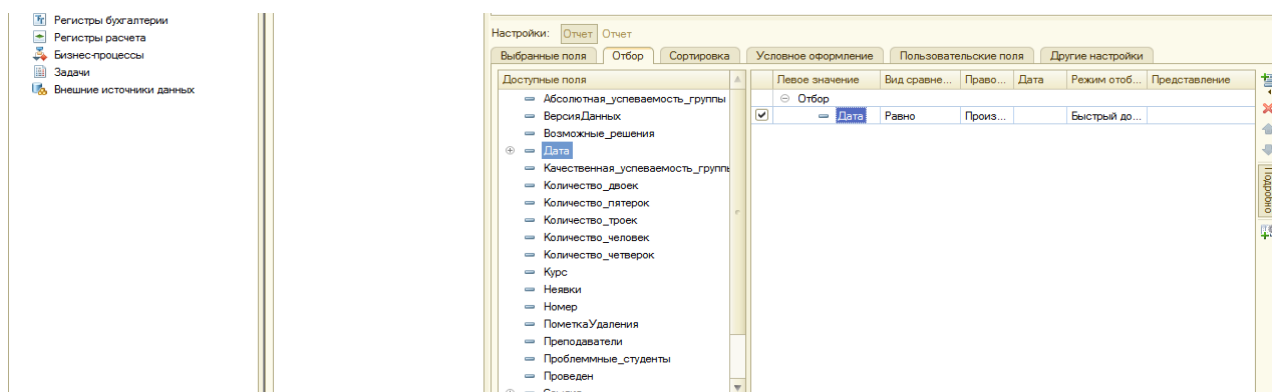 Регистры бухгалтерии
Регистры расчета
Бизнес-процессы
Задачи
Внешние источники данных
Настройки: Отчет Отчет
Выбранные поля Отбор Сортировка Условное оформление Пользовательские поля Другие настройки
Доступные поля
Абсолютная_успеваемость_группы
ВерсияДанных
Возможные_решения
Дата
Качественная_успеваемость_группы
Количество_двоек
Количество_пятерок
Количество_троек
Количество_человек
Количество_четверок
Курс
Неявки
Номер
ПометкаУдаления
Преподаватели
Проблеммные_студенты
Проведен
Левое значение Вид сравне... Право... Дата Режим отоб... Представление
Отбор
Дата Равно Произ... Быстрый до...
Подробно